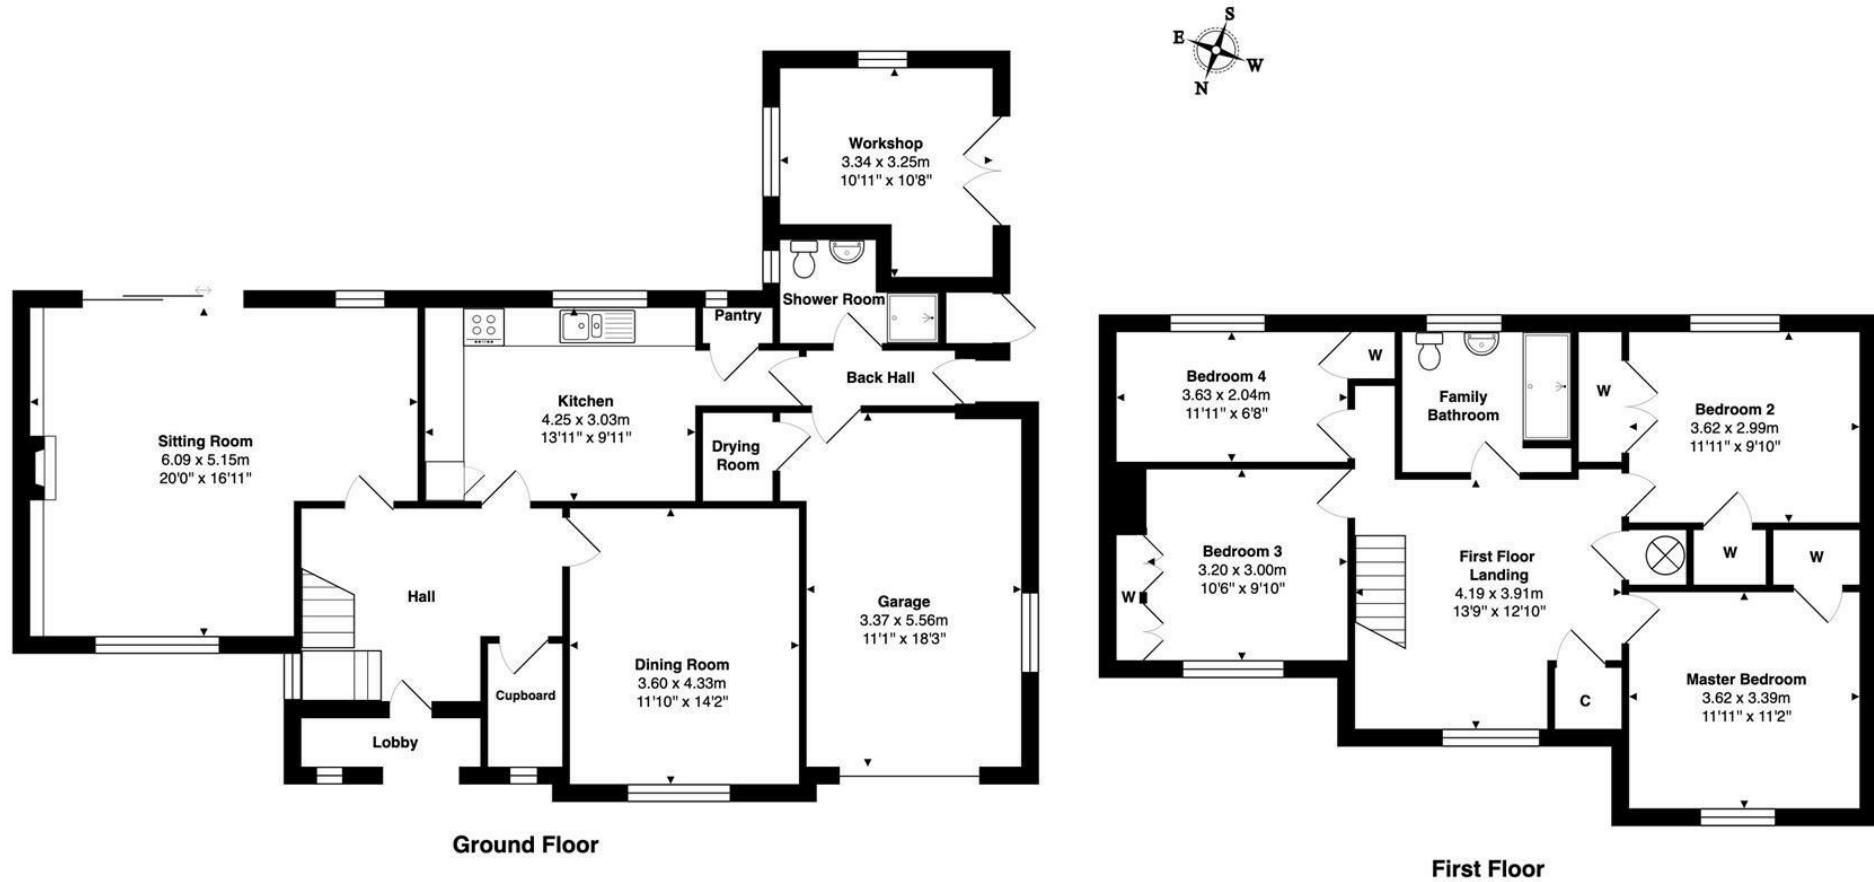 S
E
W
N
Workshop
3.34 x 3.25m
10'11" x 10'8"
Shower Room
Pantry
Back Hall
Kitchen
4.25 x 3.03m
13'11" x 9'11"
Sitting Room
6.09 x 5.15m
20'0" x 16'11"
Drying
Room
Hall
Garage
3.37 x 5.56m
11'1" x 18'3"
Dining Room
3.60 x 4.33m
11'10" x 14'2"
Cupboard
Lobby
Ground Floor
Bedroom 4
3.63 x 2.04m
11'11" x 6'8"
W
Family
Bathroom
W
Bedroom 2
3.62 x 2.99m
11'11" x 9'10"
Bedroom 3
3.20 x 3.00m
10'6" x 9'10"
W
First Floor
Landing
4.19 x 3.91m
13'9" x 12'10"
W
W
C
Master Bedroom
3.62 x 3.39m
11'11" x 11'2"
First Floor